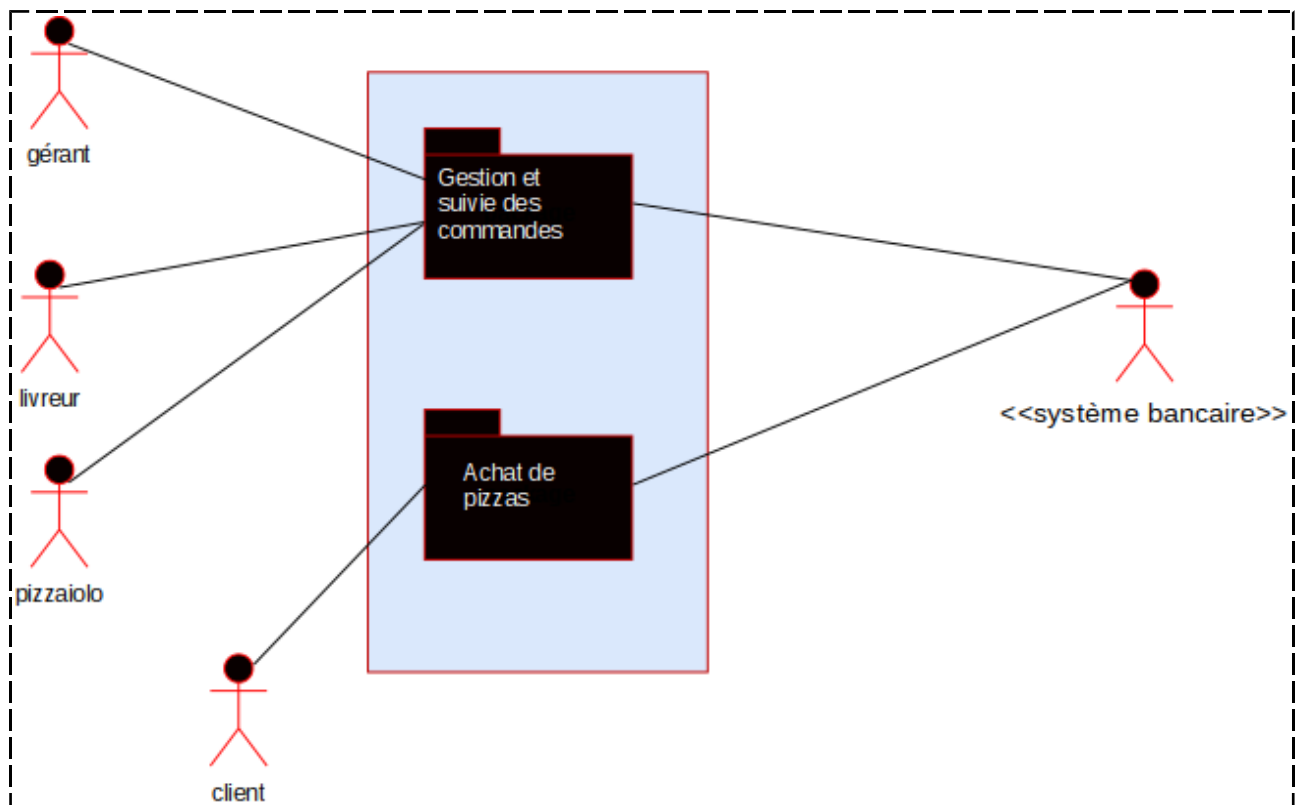 gérant
Gestion et
suivie des
commandes
livreur
<<système bancaire>>
Achat de
pizzas
pizzaiolo
client